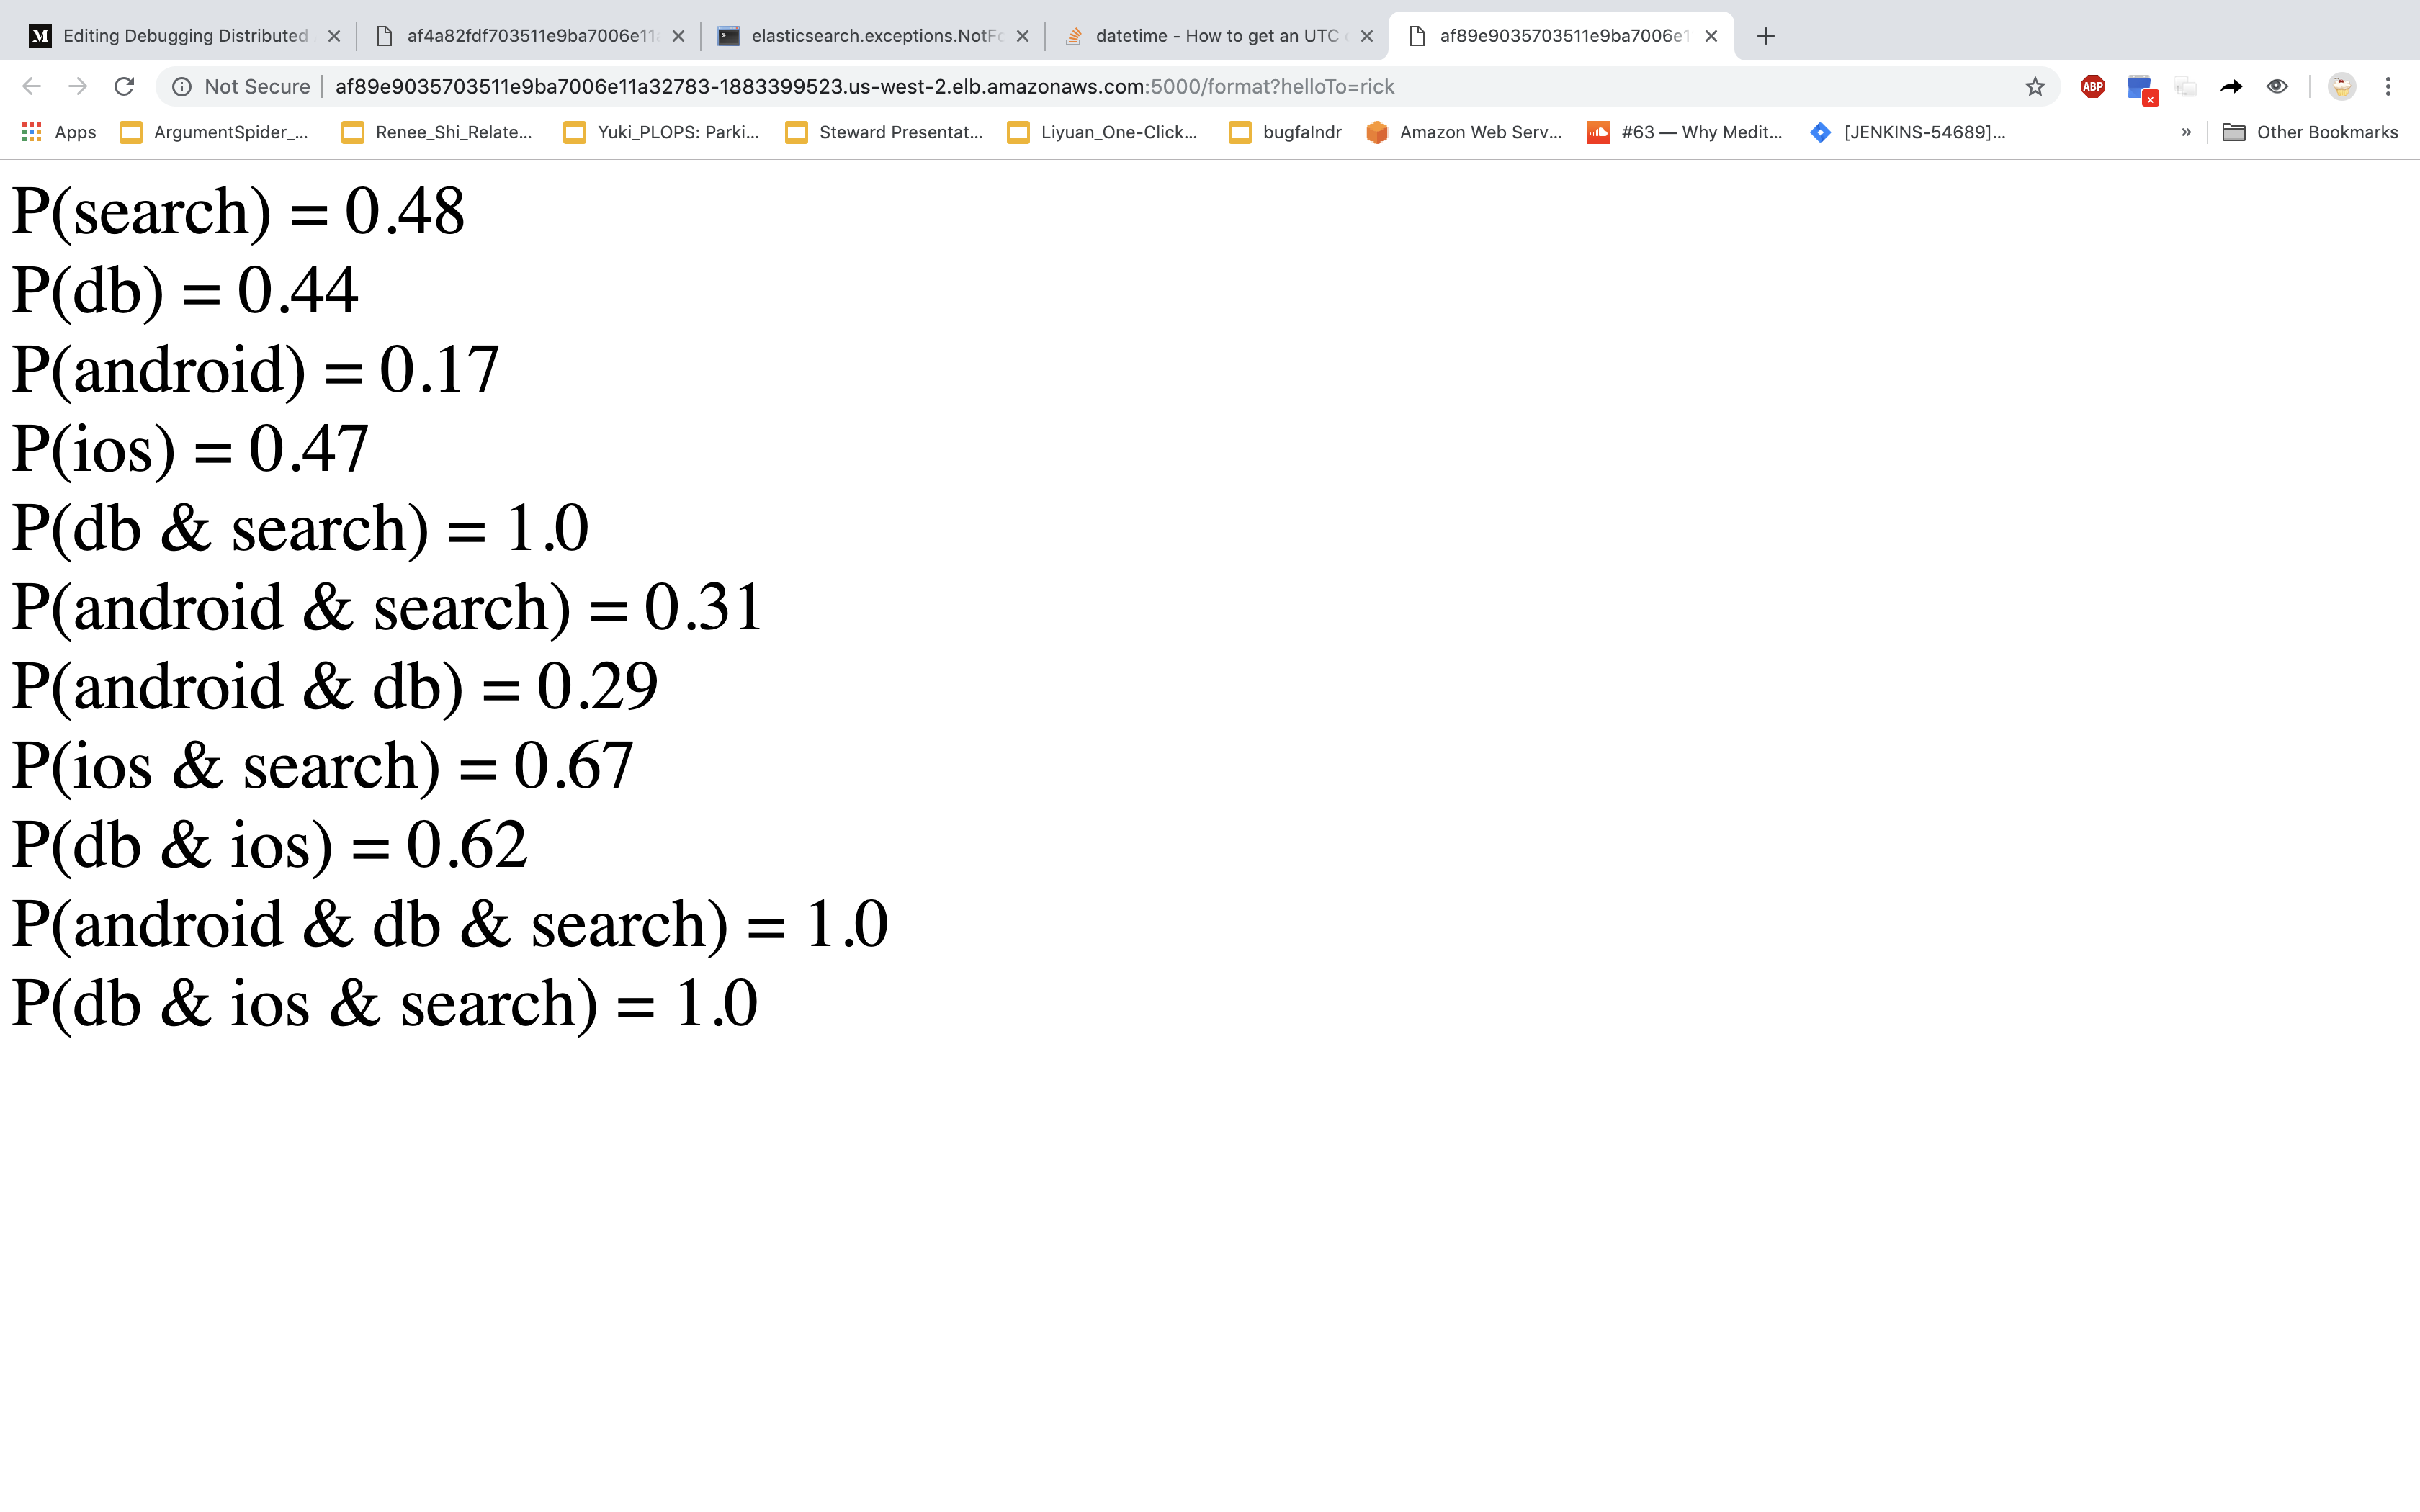 M Editing Debugging Distributed
af4a82fdf703511e9ba7006e11
elasticsearch.exceptions.NotFo
datetime - How to get an UTC
af89e9035703511e9ba7006e1
Not Secure
af89e9035703511e9ba7006e11a32783-1883399523.us-west-2.elb.amazonaws.com:5000/format?helloTo=rick
ABP
Apps
ArgumentSpider_...
Renee_Shi_Relate...
Yuki_PLOPS: Parki...
Steward Presentat...
Liyuan_One-Click...
bugfalndr
Amazon Web Serv...
#63 — Why Medit...
[JENKINS-54689]...
»
Other Bookmarks
P(search) = 0.48
P(db) = 0.44
P(android) = 0.17
P(ios) = 0.47
P(db & search) = 1.0
P(android & search) = 0.31
P(android & db) = 0.29
P(ios & search) = 0.67
P(db & ios) = 0.62
P(android & db & search) = 1.0
P(db & ios & search) = 1.0